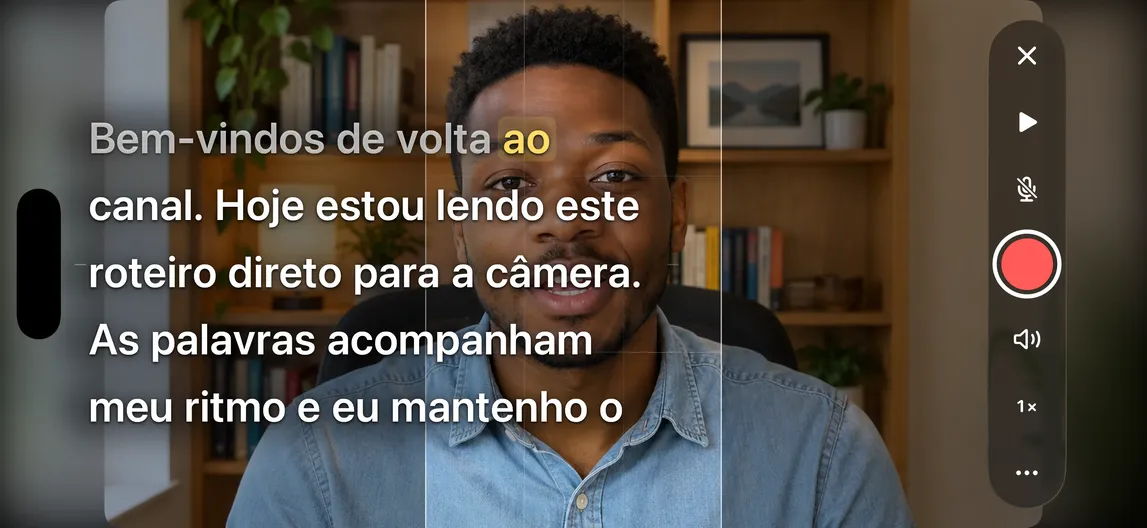 Bem-vindos de volta ao
canal. Hoje estou lendo este
roteiro direto para a câmera.
As palavras acompanham
meu ritmo e eu mantenho o
1×